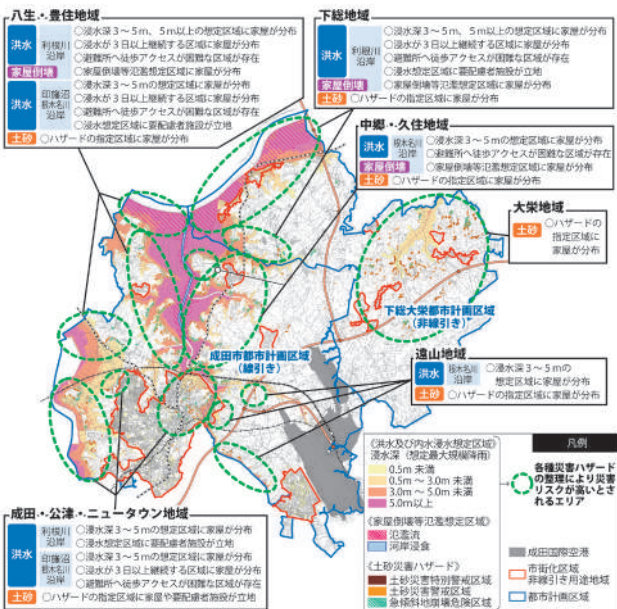 八生・豊住地域
洪水
利根川
沿岸
家屋倒壊
○浸水深3～5m、5m以上の想定区域に家屋が分布
○浸水が3日以上継続する区域に家屋が分布
○避難所へ徒歩アクセスが困難な区域が存在
○家屋倒壊等氾濫想定区域に家屋が分布
洪水
印旛沼
根木名川
沿岸
○浸水深3～5mの想定区域に家屋が分布
○浸水が3日以上継続する区域に家屋が分布
○避難所へ徒歩アクセスが困難な区域が存在
○浸水想定区域に要配慮者施設が立地
土砂
○ハザードの指定区域に家屋が分布
下総地域
洪水
利根川
沿岸
家屋倒壊
○浸水深3～5m、5m以上の想定区域に家屋が分布
○浸水が3日以上継続する区域に家屋が分布
○避難所へ徒歩アクセスが困難な区域が存在
○浸水想定区域に要配慮者施設が立地
○家屋倒壊等氾濫想定区域に家屋が分布
土砂
○ハザードの指定区域に家屋が分布
中郷・久住地域
洪水
根木名川
沿岸
家屋倒壊
○浸水深3～5mの想定区域に家屋が分布
○避難所へ徒歩アクセスが困難な区域が存在
○家屋倒壊等氾濫想定区域に家屋が分布
土砂
○ハザードの指定区域に家屋が分布
大栄地域
土砂
○ハザードの
指定区域に
家屋が分布
下総大栄都市計画区域
（非線引き）
成田市都市計画区域
（線引き）
遠山地域
洪水
根木名川
沿岸
○浸水深3～5mの
想定区域に家屋が分布
土砂
○ハザードの指定区域に家屋が分布
成田・公津・ニュータウン地域
洪水
利根川
沿岸
○浸水深3～5mの想定区域に家屋が分布
○浸水想定区域に要配慮者施設が立地
印旛沼
根木名川
沿岸
○浸水深3～5mの想定区域に家屋が分布
○浸水が3日以上継続する区域に家屋が分布
○避難所へ徒歩アクセスが困難な区域が存在
土砂
○ハザードの指定区域に家屋や要配慮者施設が立地
凡例
《洪水及び内水浸水想定区域》
浸水深（想定最大規模降雨）
0.5m 未満
0.5m ～ 3.0m 未満
3.0m ～ 5.0m 未満
5.0m以上
《家屋倒壊等氾濫想定区域》
氾濫流
河岸浸食
《土砂災害ハザード》
土砂災害特別警戒区域
土砂災害警戒区域
急傾斜地崩壊危険区域
各種災害ハザード
の整理により災害
リスクが高いとさ
れるエリア
成田国際空港
市街化区域
非線引き用途地域
都市計画区域